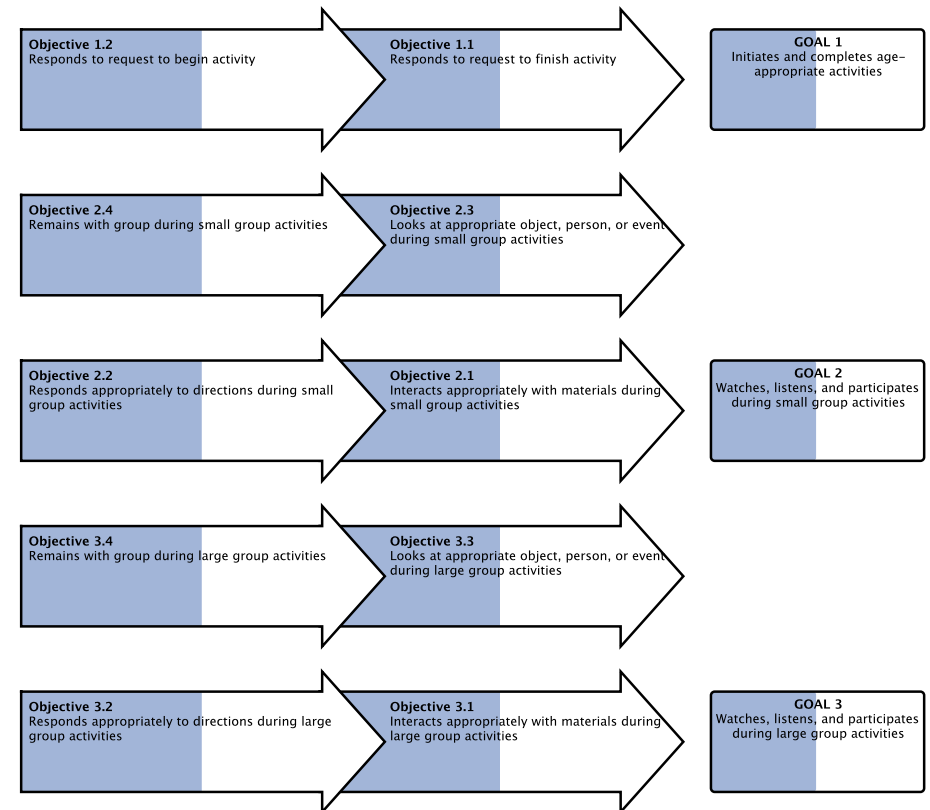 Objective 1.2
Responds to request to begin activity
Objective 1.1
Responds to request to finish activity
GOAL 1
Initiates and completes age-
appropriate activities
Objective 2.4
Remains with group during small group activities
Objective 2.3
Looks at appropriate object, person, or event
during small group activities
Objective 2.2
Responds appropriately to directions during small
group activities
Objective 2.1
Interacts appropriately with materials during
small group activities
GOAL 2
Watches, listens, and participates
during small group activities
Objective 3.4
Remains with group during large group activities
Objective 3.3
Looks at appropriate object, person, or event
during large group activities
Objective 3.2
Responds appropriately to directions during large
group activities
Objective 3.1
Interacts appropriately with materials during
large group activities
GOAL 3
Watches, listens, and participates
during large group activities